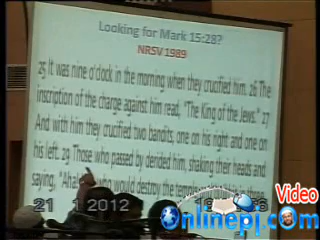 Looking for Mark 15:28?
NRSV 1989
25 It was nine o'clock in the morning when they crucified him. 26 The
inscription of the charge against him read, "The King of the Jews." 27
And with him they crucified two bandits, one on his right and one on
his left. 29 Those who passed by derided him, shaking their heads and
saying, "Aha! who would destroy the temple
21 1 2012
Video
Onlinepj.com